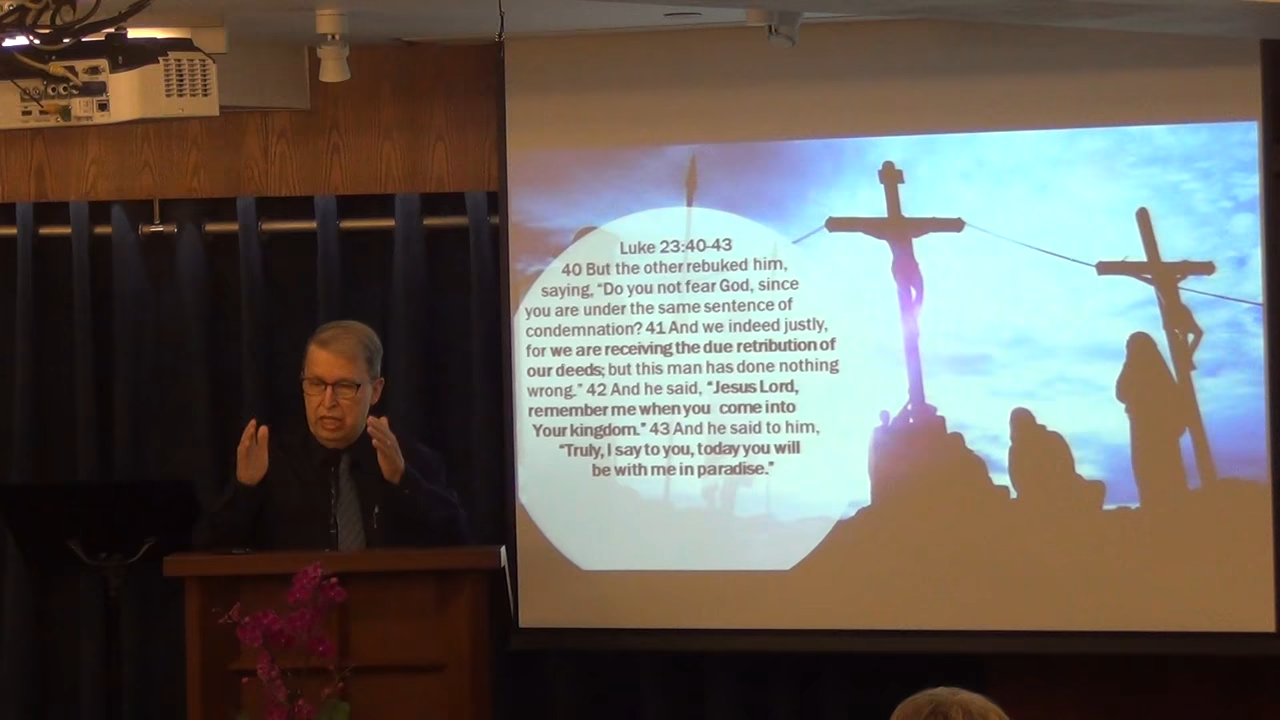 Luke 23:40-43
40 But the other rebuked him,
saying, “Do you not fear God, since
you are under the same sentence of
condemnation? 41 And we indeed justly,
for we are receiving the due retribution of
our deeds; but this man has done nothing
wrong.” 42 And he said, “Jesus Lord,
remember me when you come into
Your kingdom.” 43 And he said to him,
“Truly, I say to you, today you will
be with me in paradise.”